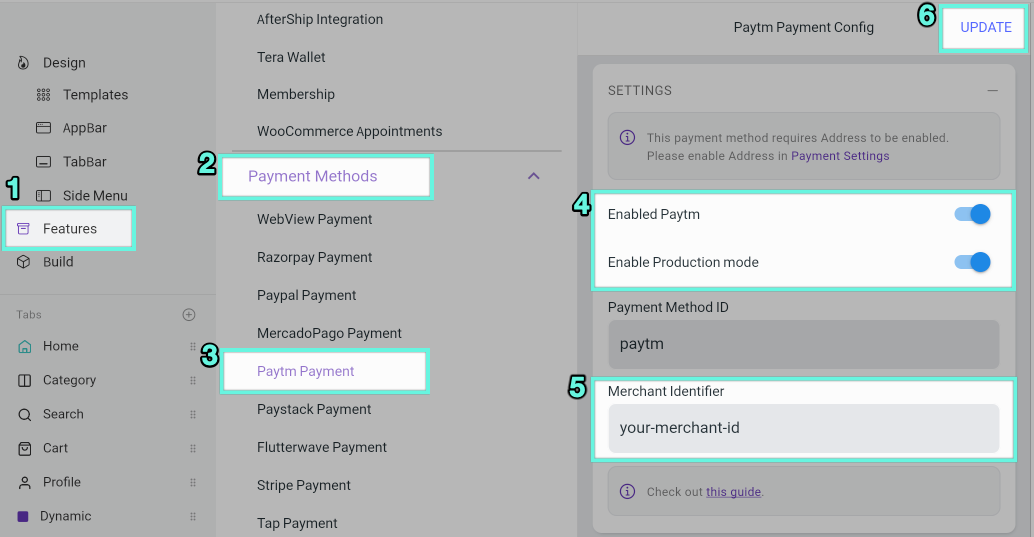 Design
Templates
AppBar
TabBar
1
Side Menu
Features
Build
Tabs
Home
Category
Search
Cart
Profile
Dynamic
AfterShip Integration
Tera Wallet
Membership
WooCommerce Appointments
2
Payment Methods
WebView Payment
Razorpay Payment
Paypal Payment
MercadoPago Payment
3
Paytm Payment
Paystack Payment
Flutterwave Payment
Stripe Payment
Tap Payment
Paytm Payment Config
6
UPDATE
SETTINGS
This payment method requires Address to be enabled.
Please enable Address in Payment Settings
4
Enabled Paytm
Enable Production mode
Payment Method ID
paytm
5
Merchant Identifier
your-merchant-id
Check out this guide.